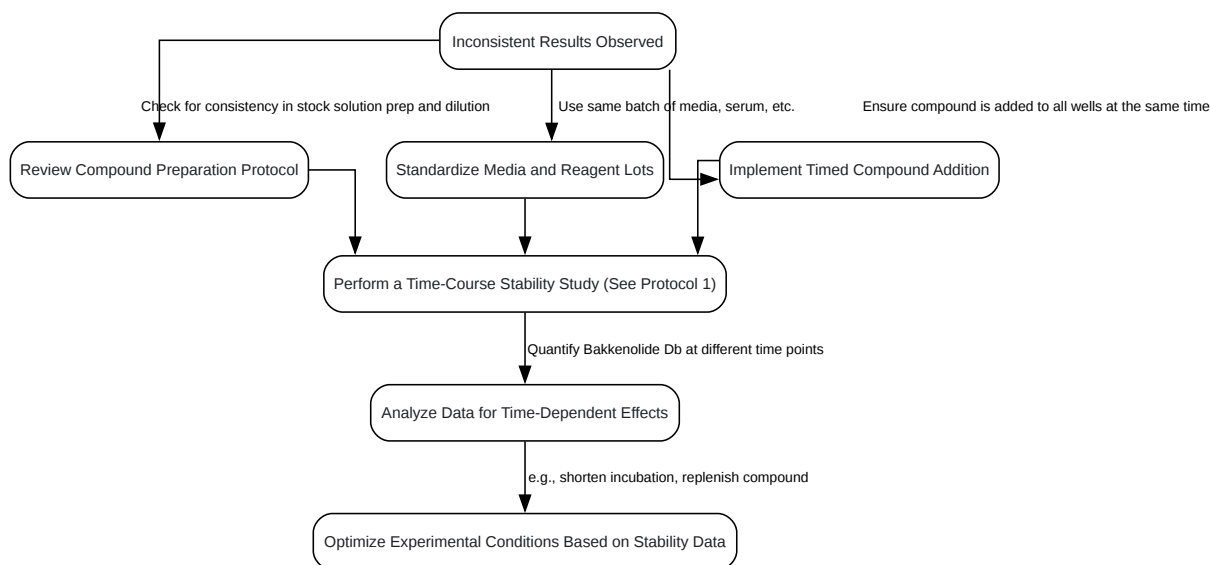 Inconsistent Results Observed
Check for consistency in stock solution prep and dilution
Use same batch of media, serum, etc.
Ensure compound is added to all wells at the same time
Review Compound Preparation Protocol
Standardize Media and Reagent Lots
Implement Timed Compound Addition
Perform a Time-Course Stability Study (See Protocol 1)
Quantify Bakkenolide Db at different time points
Analyze Data for Time-Dependent Effects
e.g., shorten incubation, replenish compound
Optimize Experimental Conditions Based on Stability Data